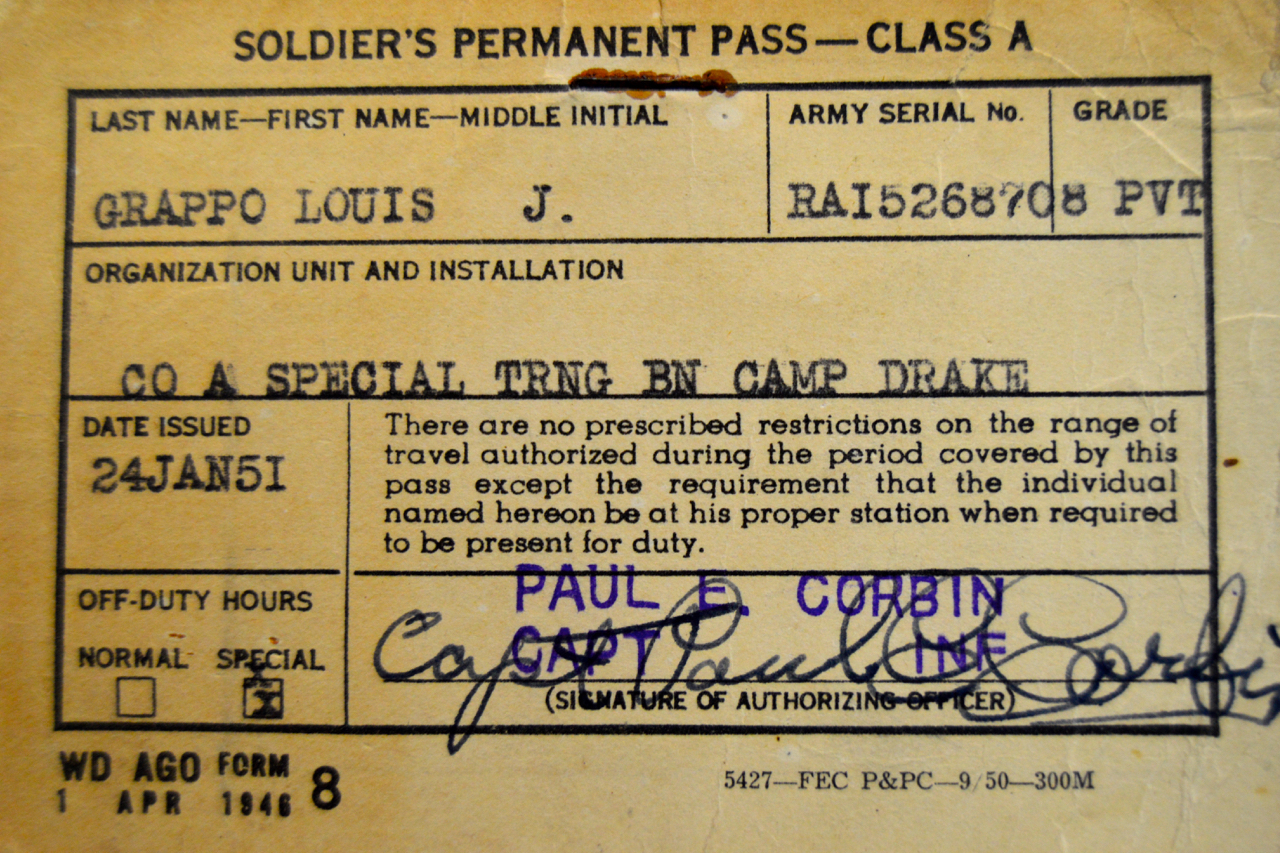 SOLDIER'S PERMANENT PASS—CLASS A
LAST NAME—FIRST NAME—MIDDLE INITIAL
ARMY SERIAL No.
GRADE
GRAPPO LOUIS J.
RAI5268708
PVT
ORGANIZATION UNIT AND INSTALLATION
CO A SPECIAL TRNG BN CAMP DRAKE
DATE ISSUED
24JAN5I
There are no prescribed restrictions on the range of
travel authorized during the period covered by this
pass except the requirement that the individual
named hereon be at his proper station when required
to be present for duty.
OFF-DUTY HOURS
NORMAL SPECIAL
X
PAUL E. CORBIN
CAPT INF
Capt Paul E Corbin
(SIGNATURE OF AUTHORIZING OFFICER)
WD AGO FORM 8
1 APR 1946
5427—FEC P&PC—9/50—300M